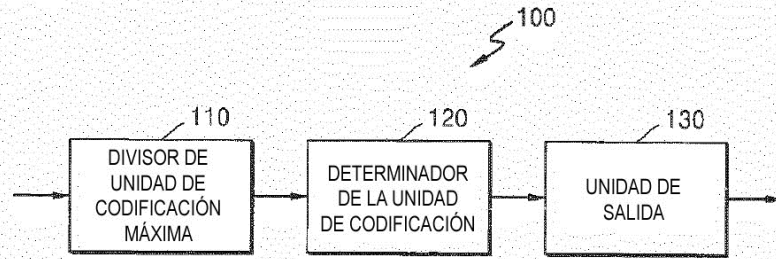 100
110
120
130
DIVISOR DE
UNIDAD DE
CODIFICACIÓN
MÁXIMA
DETERMINADOR
DE LA UNIDAD
DE CODIFICACIÓN
UNIDAD DE
SALIDA